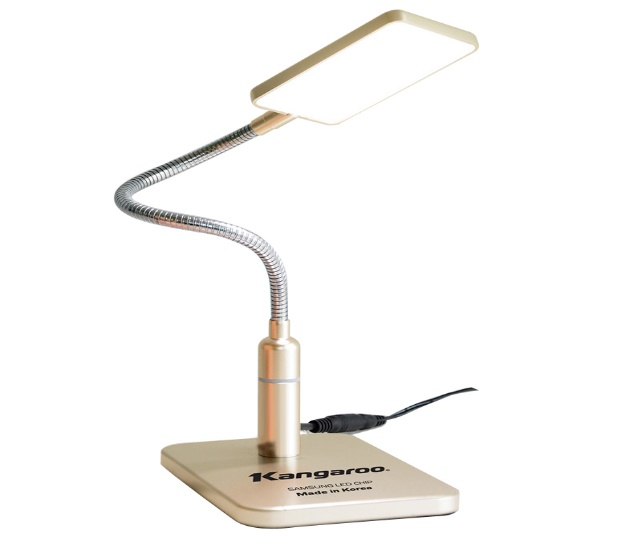 Kangaroo
SAMSUNG LED CHIP
Made in Korea